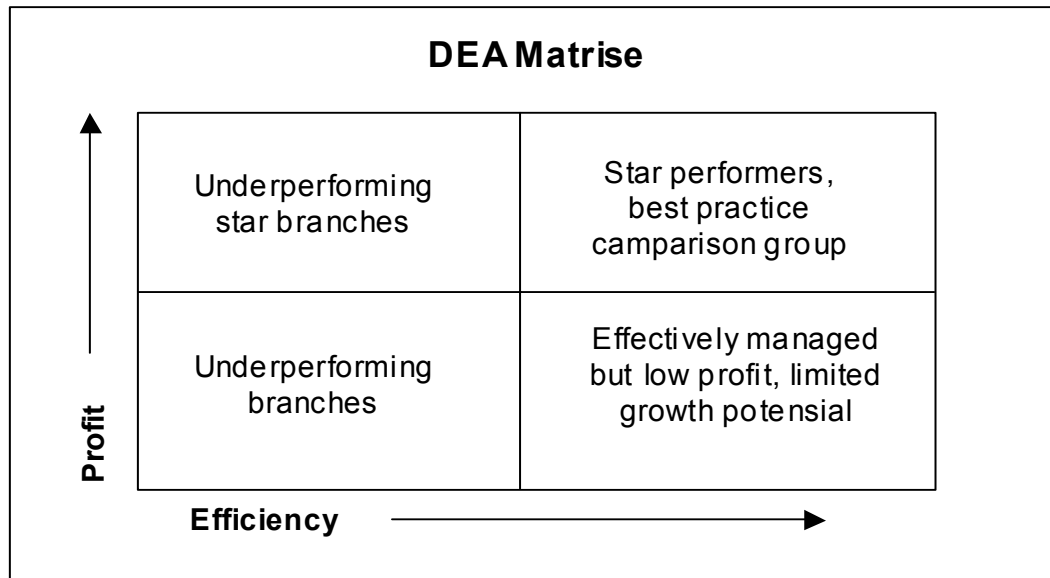 DEA Matrise
Underperforming
star branches
Star performers,
best practice
camparison group
Underperforming
branches
Effectively managed
but low profit, limited
growth potensial
Profit
Efficiency